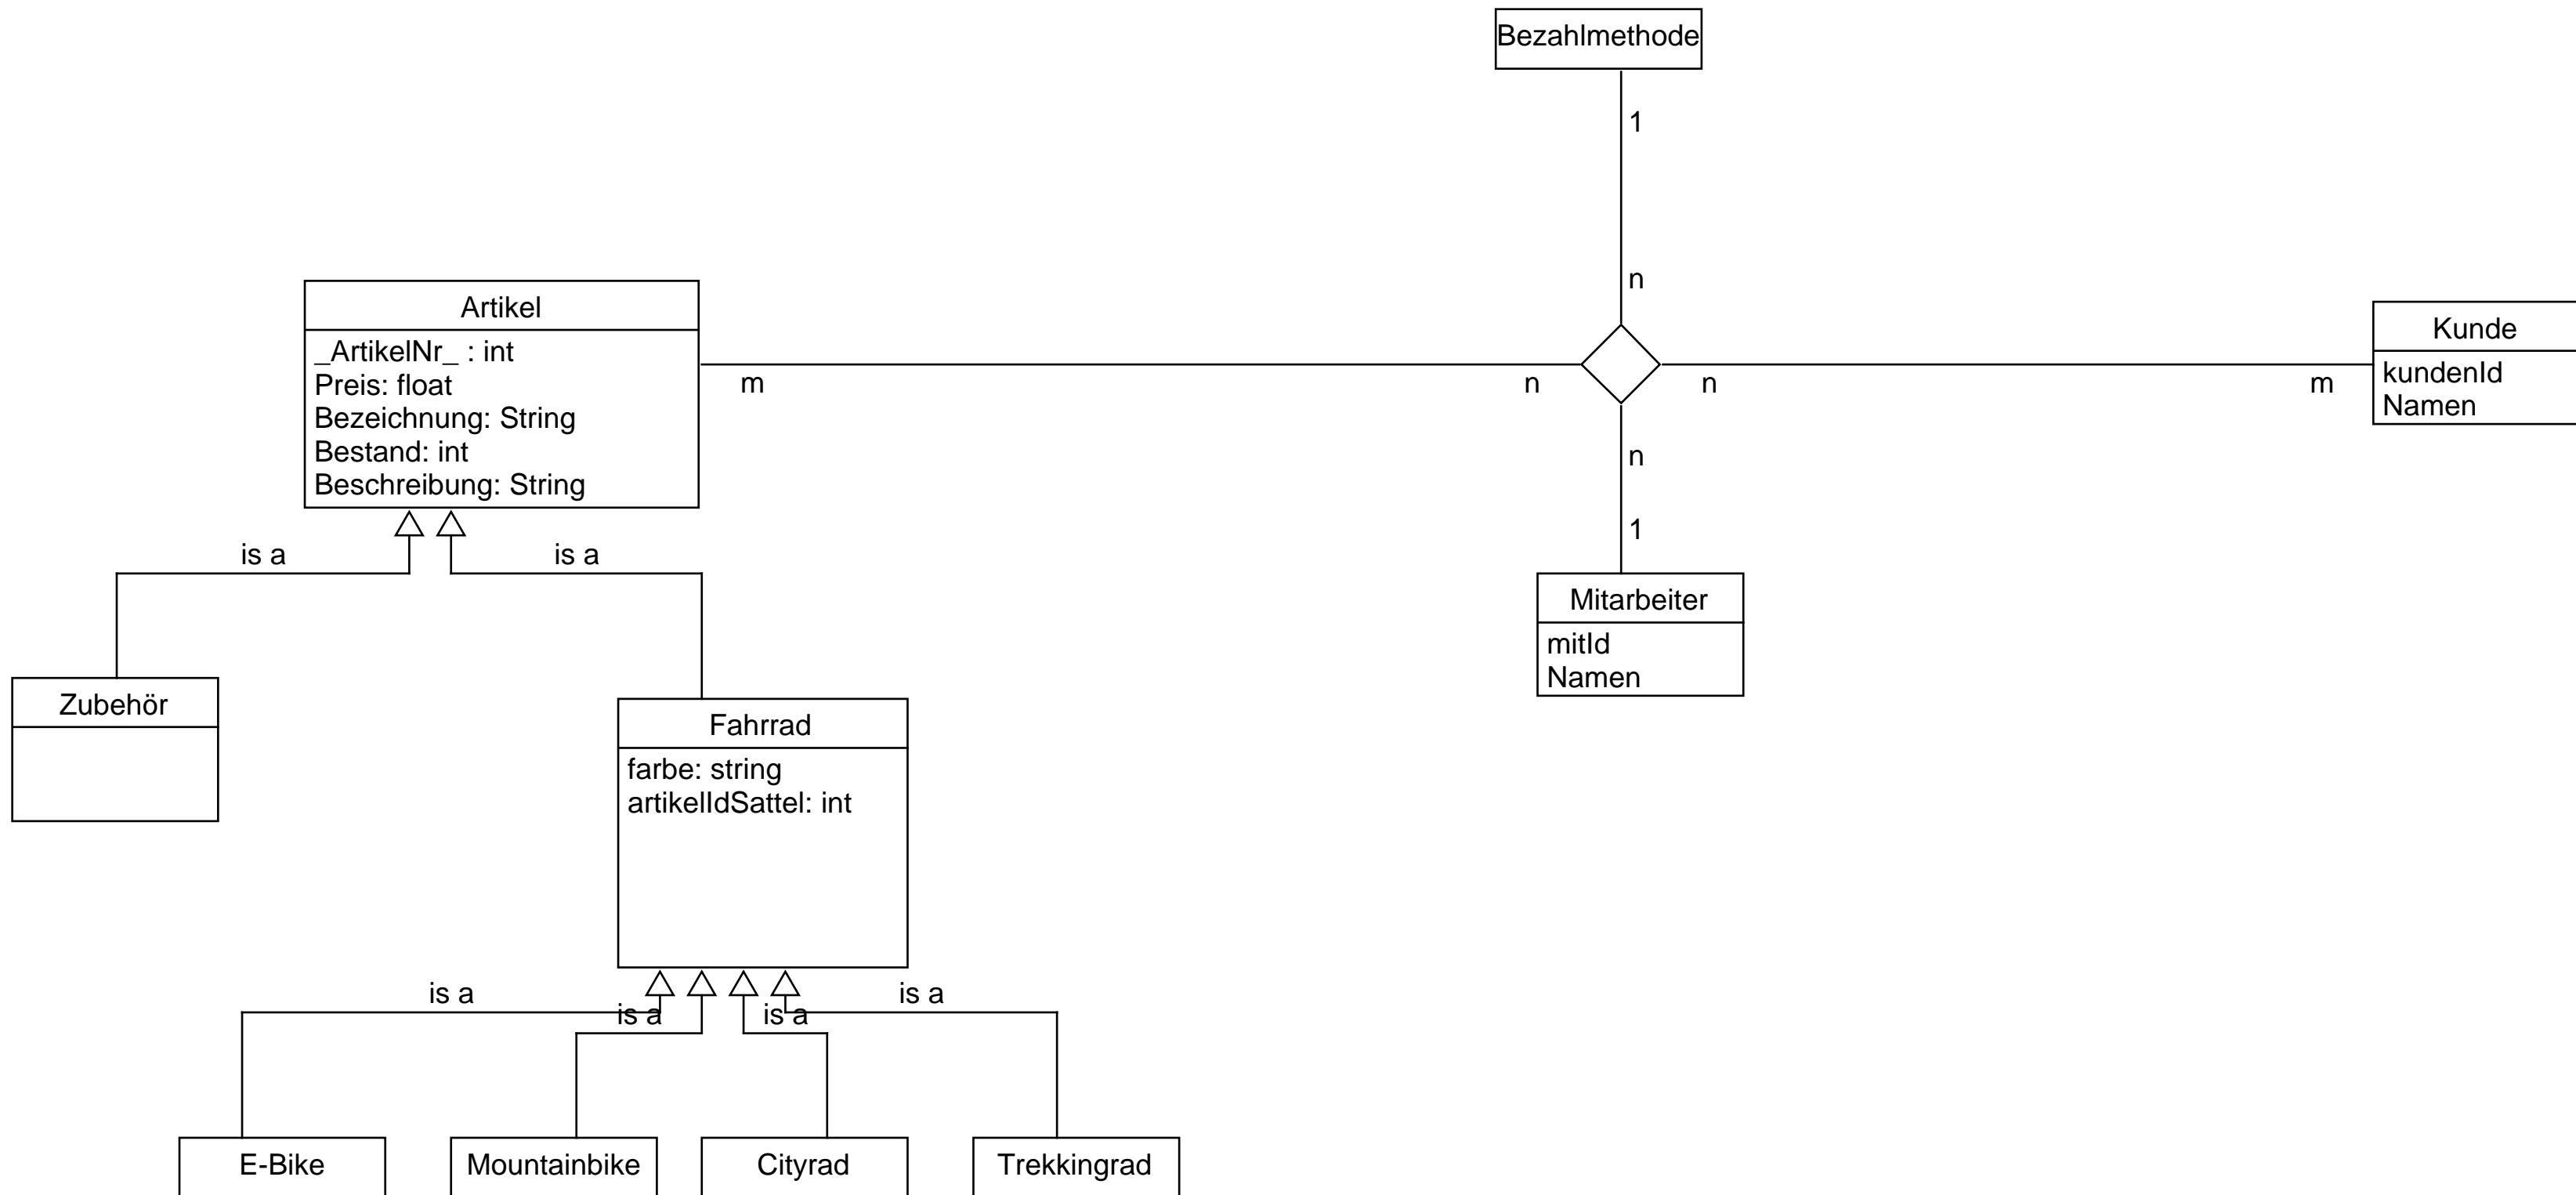 Bezahlmethode
1
n
Artikel
_ArtikelNr_ : int
Preis: float
Bezeichnung: String
Bestand: int
Beschreibung: String
m
n
n
m
Kunde
kundenId
Namen
n
1
Mitarbeiter
mitId
Namen
is a
is a
Zubehör
Fahrrad
farbe: string
artikelIdSattel: int
is a
is a
is a
is a
E-Bike
Mountainbike
Cityrad
Trekkingrad